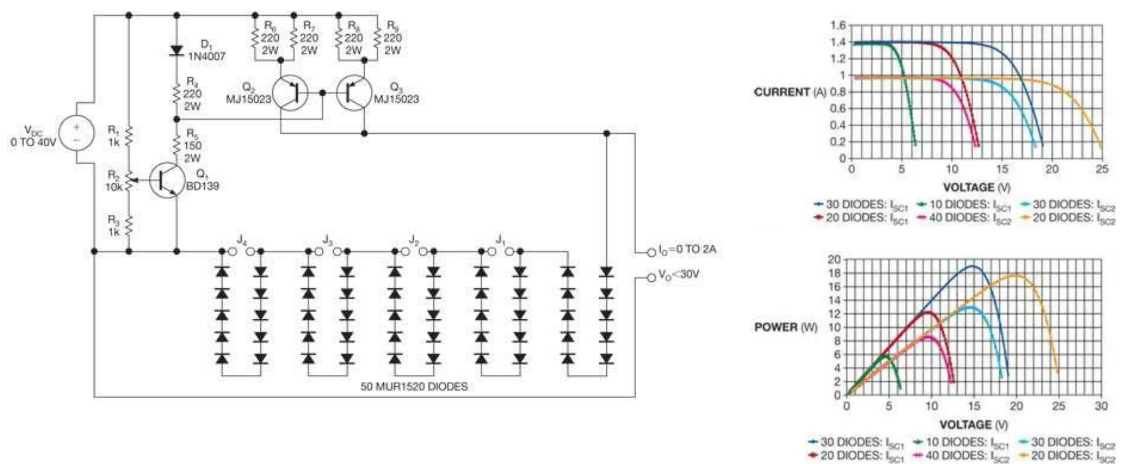 R6
220
2W
R7
220
2W
R8
220
2W
R9
220
2W
D1
1N4007
R4
220
2W
Q2
MJ15023
Q3
MJ15023
VDC
0 TO 40V
R1
1k
R5
150
2W
R2
10k
Q1
BD139
R3
1k
J4
J3
J2
J1
IO=0 TO 2A
VO<30V
50 MUR1520 DIODES
1.6
1.4
1.2
1
0.8
0.6
0.4
0.2
0
CURRENT (A)
0 5 10 15 20 25
VOLTAGE (V)
30 DIODES: ISC1 10 DIODES: ISC1 30 DIODES: ISC2
20 DIODES: ISC1 40 DIODES: ISC2 20 DIODES: ISC2
20
18
16
14
12
10
8
6
4
2
0
POWER (W)
0 5 10 15 20 25 30
VOLTAGE (V)
30 DIODES: ISC1 10 DIODES: ISC1 30 DIODES: ISC2
20 DIODES: ISC1 40 DIODES: ISC2 20 DIODES: ISC2